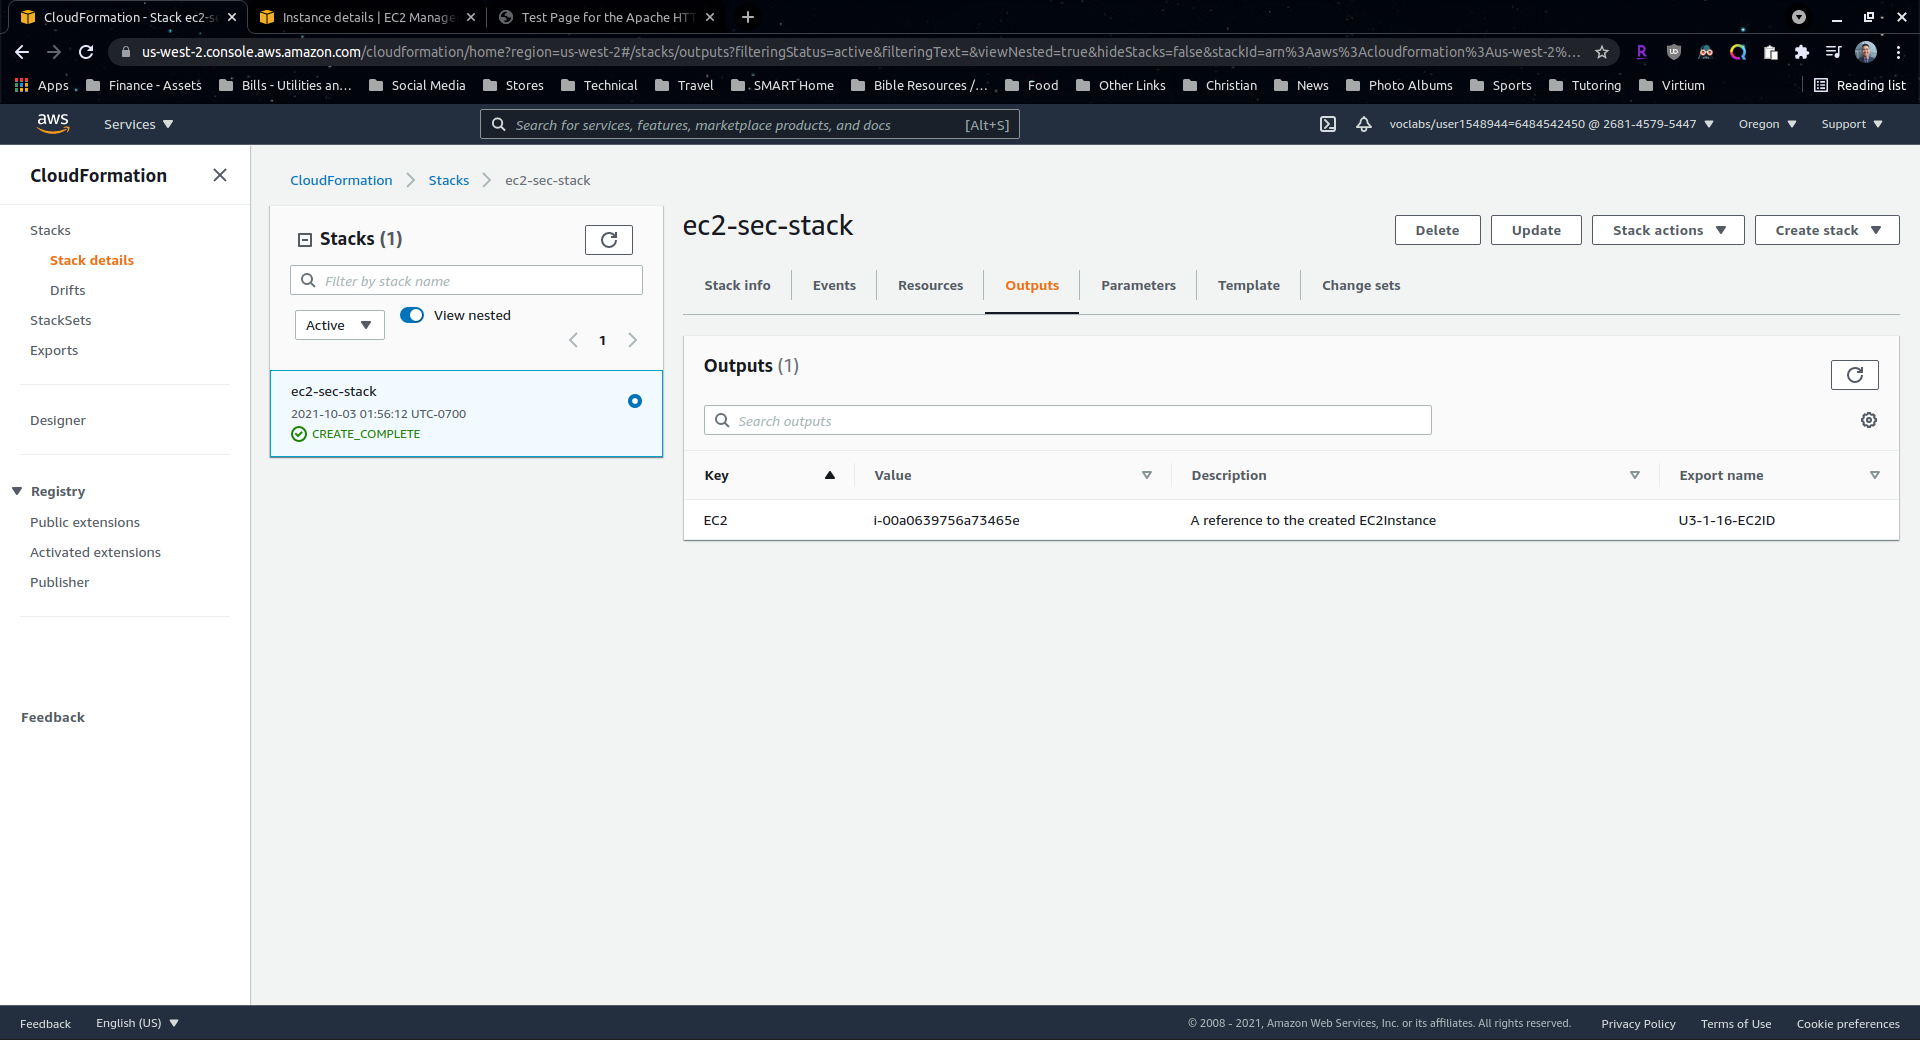 CloudFormation - Stack ec2-s
Instance details | EC2 Manage
Test Page for the Apache HTT
us-west-2.console.aws.amazon.com/cloudformation/home?region=us-west-2#/stacks/outputs?filteringStatus=active&filteringText=&viewNested=true&hideStacks=false&stackId=arn%3Aaws%3Acloudformation%3Aus-west-2%...
Apps
Finance - Assets
Bills - Utilities an...
Social Media
Stores
Technical
Travel
SMART Home
Bible Resources /...
Food
Other Links
Christian
News
Photo Albums
Sports
Tutoring
Virtium
Reading list
aws
Services
Search for services, features, marketplace products, and docs
[Alt+S]
voclabs/user1548944=6484542450 @ 2681-4579-5447
Oregon
Support
CloudFormation
Stacks
Stack details
Drifts
StackSets
Exports
Designer
Registry
Public extensions
Activated extensions
Publisher
Feedback
CloudFormation
Stacks
ec2-sec-stack
Stacks (1)
Filter by stack name
Active
View nested
1
ec2-sec-stack
2021-10-03 01:56:12 UTC-0700
CREATE_COMPLETE
ec2-sec-stack
Delete
Update
Stack actions
Create stack
Stack info
Events
Resources
Outputs
Parameters
Template
Change sets
Outputs (1)
Search outputs
Key
Value
Description
Export name
EC2
i-00a0639756a73465e
A reference to the created EC2Instance
U3-1-16-EC2ID
Feedback
English (US)
© 2008 - 2021, Amazon Web Services, Inc. or its affiliates. All rights reserved.
Privacy Policy
Terms of Use
Cookie preferences